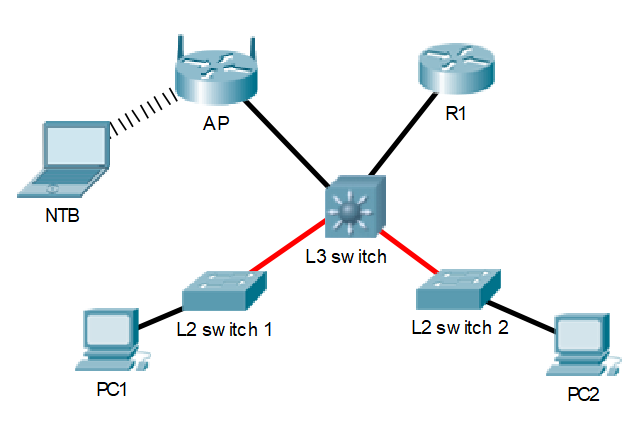 AP
R1
NTB
L3 switch
L2 switch 1
L2 switch 2
PC1
PC2